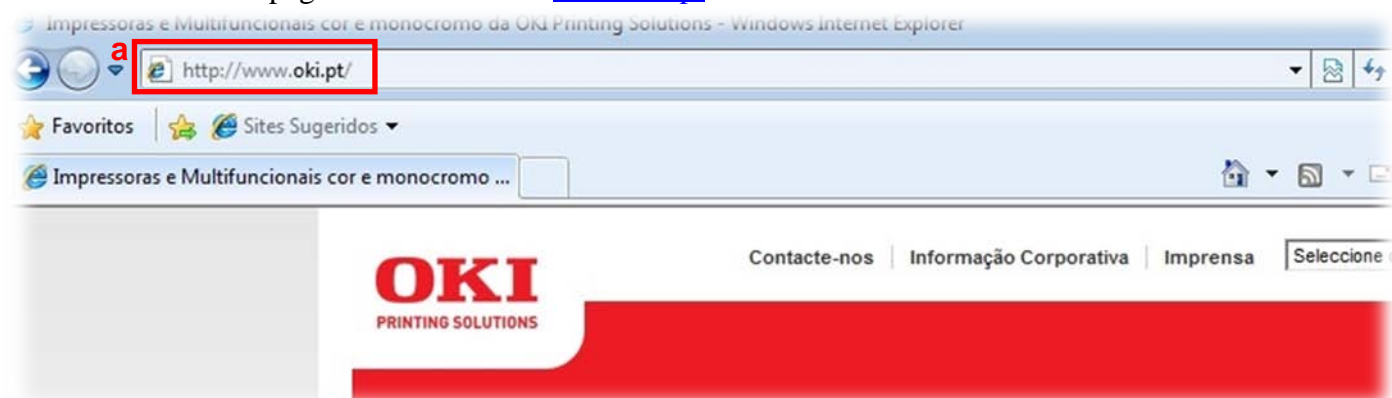 Impressoras e Multifuncionais cor e monocromo da OKI Printing Solutions - Windows Internet Explorer
a
http://www.oki.pt/
Favoritos Sites Sugeridos
Impressoras e Multifuncionais cor e monocromo ...
Contacte-nos | Informação Corporativa | Imprensa Seleccione
OKI
PRINTING SOLUTIONS